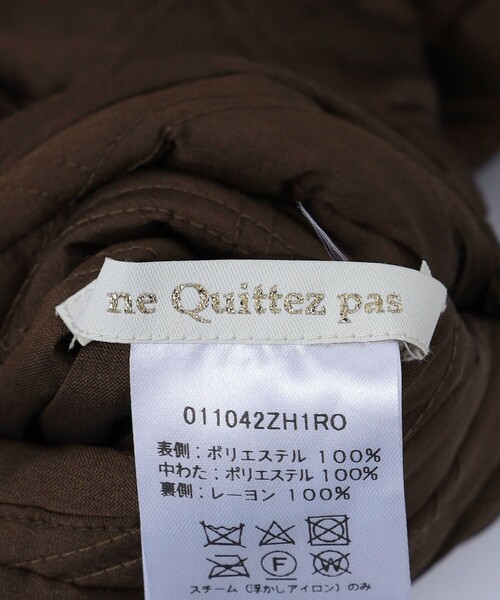 ne Quittez pas
011042ZH1RO
表側：ポリエステル 100%
中わた：ポリエステル 100%
裏側：レーヨン 100%
F
W
スチーム（浮かしアイロン）のみ